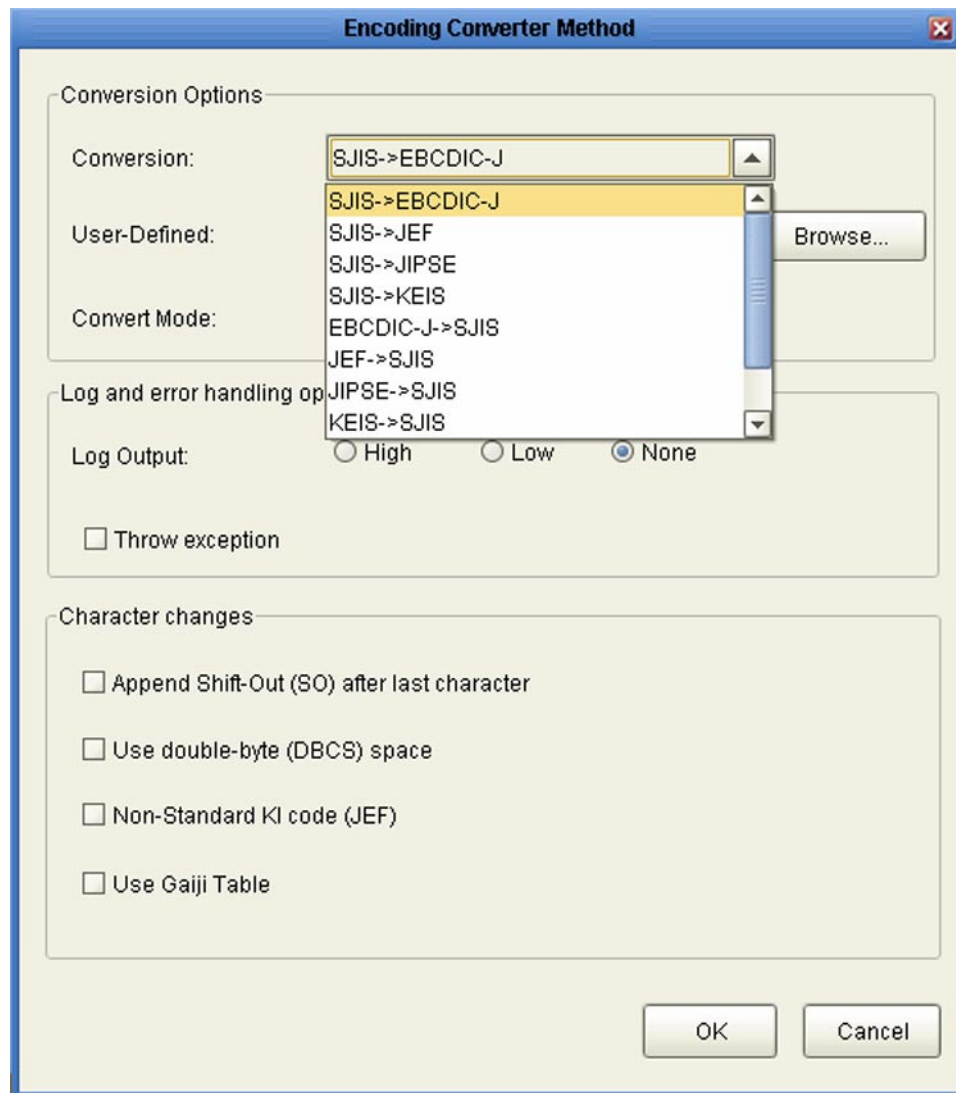 Encoding Converter Method
Conversion Options
Conversion:
SJIS->EBCDIC-J
SJIS->EBCDIC-J
SJIS->JEF
User-Defined:
Browse...
SJIS->JIPSE
SJIS->KEIS
Convert Mode:
EBCDIC-J->SJIS
JEF->SJIS
JIPSE->SJIS
KEIS->SJIS
Log and error handling op
Log Output:
High Low None
Throw exception
Character changes
Append Shift-Out (SO) after last character
Use double-byte (DBCS) space
Non-Standard KI code (JEF)
Use Gaiji Table
OK Cancel